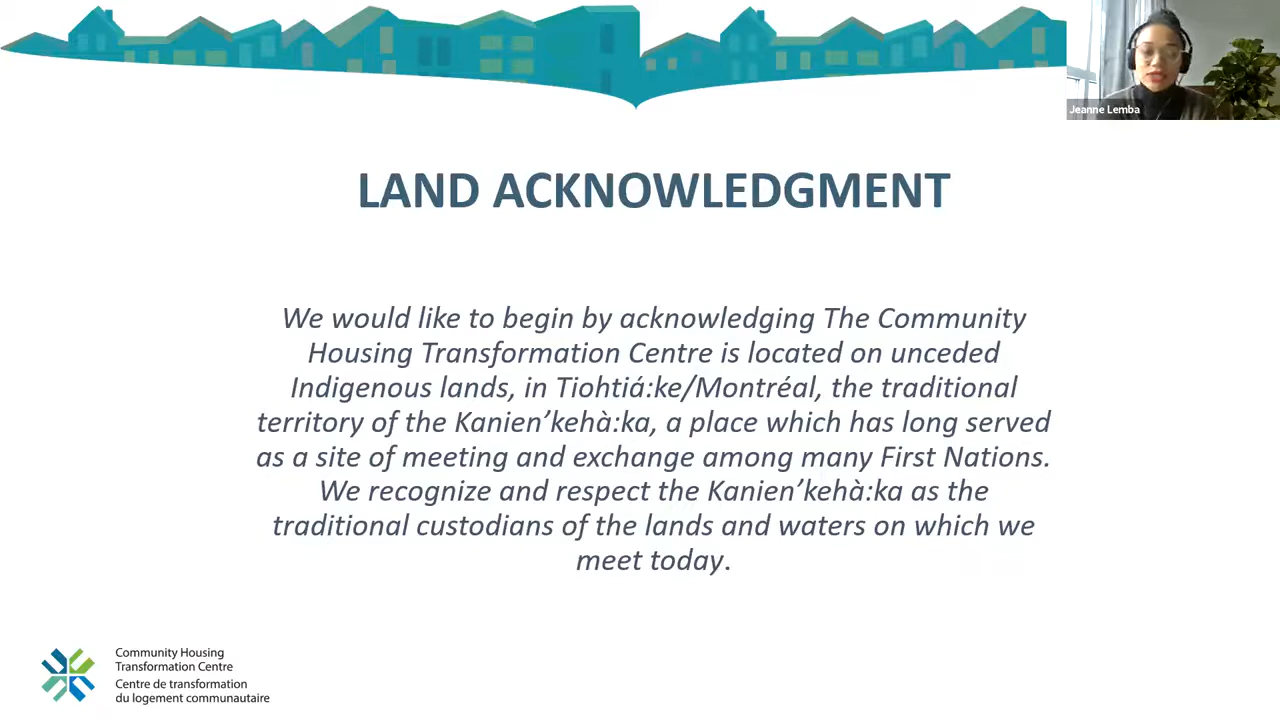 Jeanne Lemba
LAND ACKNOWLEDGMENT
We would like to begin by acknowledging The Community
Housing Transformation Centre is located on unceded
Indigenous lands, in Tiohtiá:ke/Montréal, the traditional
territory of the Kanien’kehà:ka, a place which has long served
as a site of meeting and exchange among many First Nations.
We recognize and respect the Kanien’kehà:ka as the
traditional custodians of the lands and waters on which we
meet today.
Community Housing
Transformation Centre
Centre de transformation
du logement communautaire